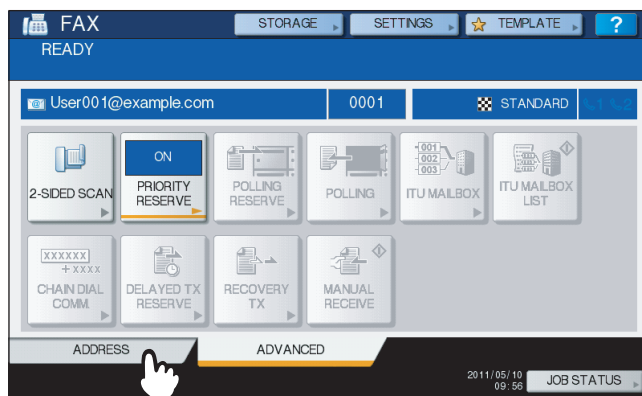 FAX
STORAGE
SETTINGS
TEMPLATE
?
READY
User001@example.com
0001
STANDARD
1 2
2-SIDED SCAN
ON
PRIORITY
RESERVE
POLLING
RESERVE
POLLING
001
002
003
ITU MAILBOX
ITU MAILBOX
LIST
XXXXXX
+ XXXX
CHAIN DIAL
COMM.
DELAYED TX
RESERVE
RECOVERY
TX
MANUAL
RECEIVE
ADDRESS
ADVANCED
2011/05/10
09:56
JOB STATUS